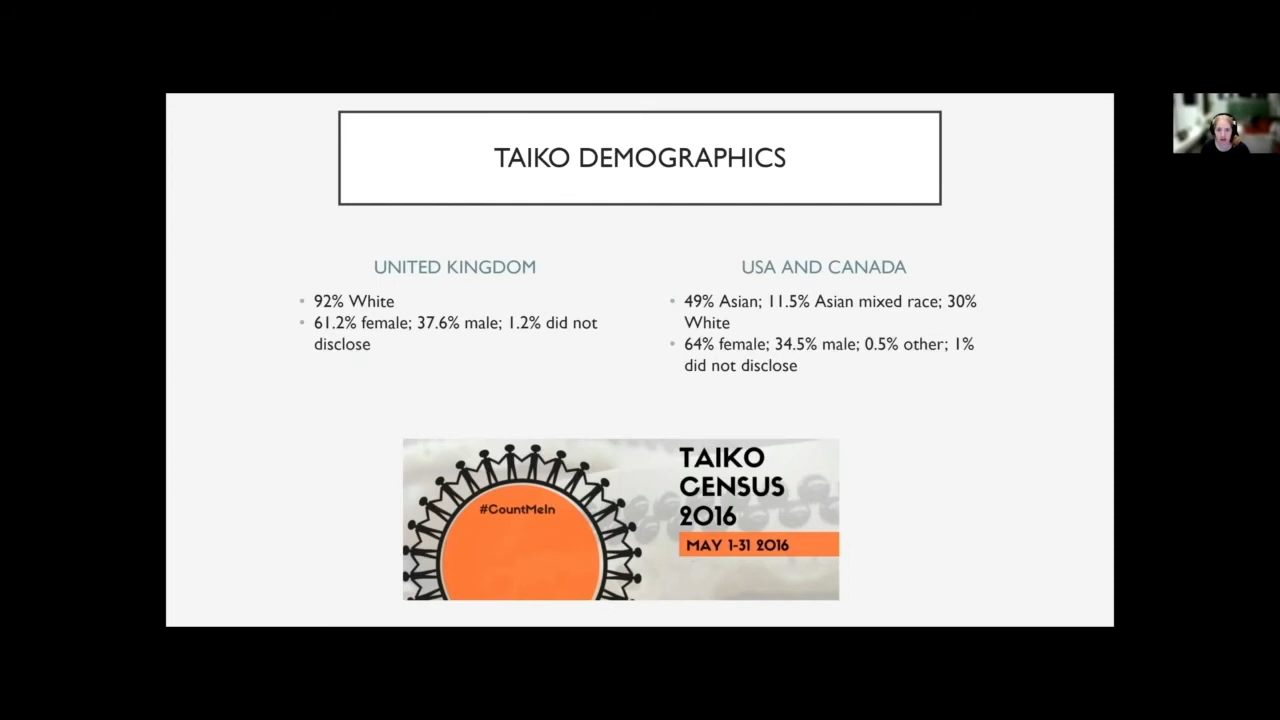 TAIKO DEMOGRAPHICS
UNITED KINGDOM
• 92% White
• 61.2% female; 37.6% male; 1.2% did not
disclose
USA AND CANADA
• 49% Asian; 11.5% Asian mixed race; 30%
White
• 64% female; 34.5% male; 0.5% other; 1%
did not disclose
#CountMeIn
TAIKO
CENSUS
2016
MAY 1-31 2016